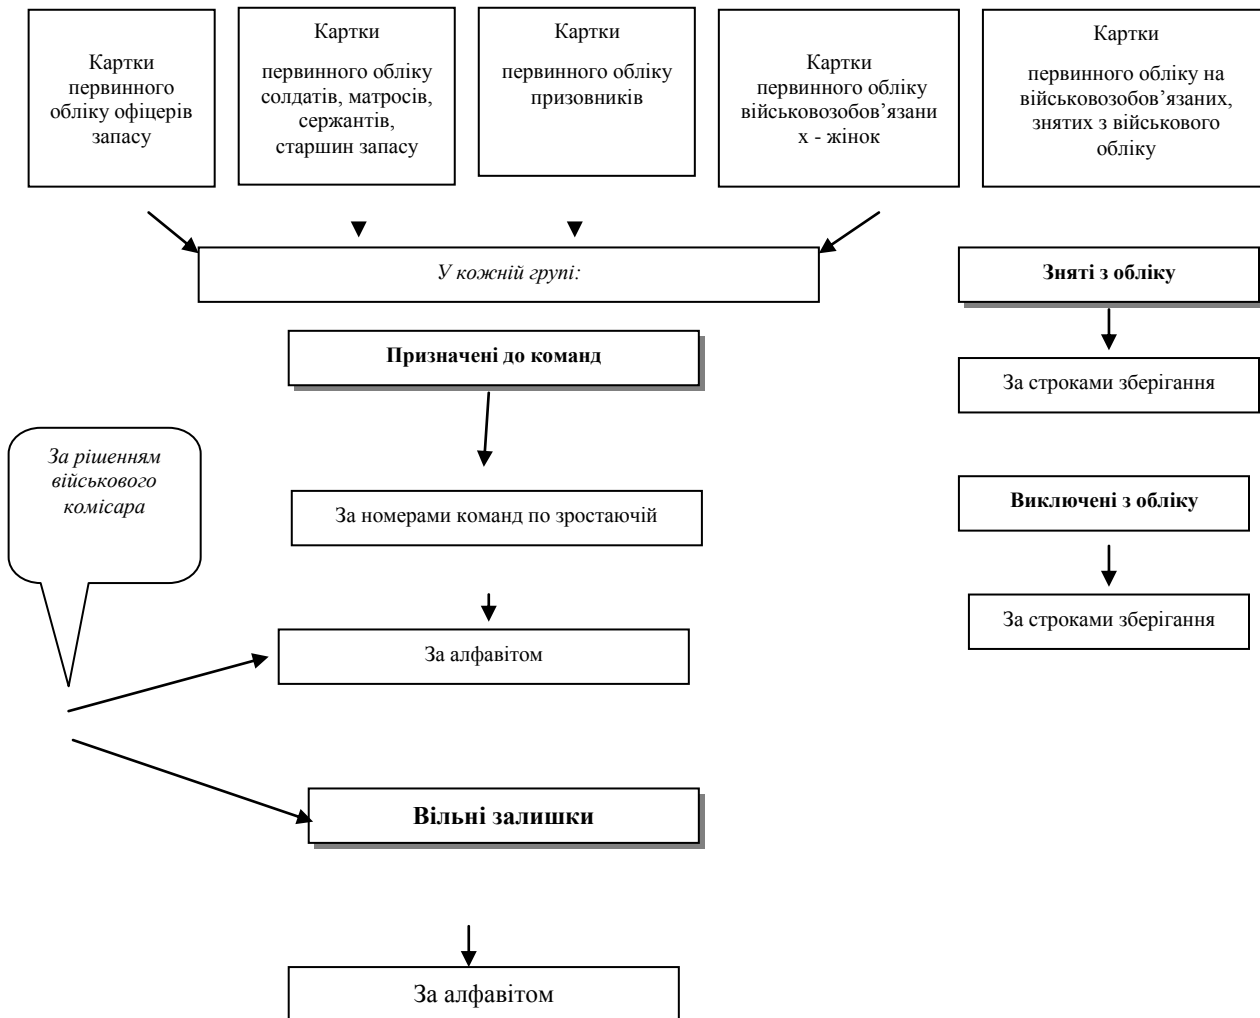 Картки
первинного
обліку офіцерів
запасу
Картки
первинного обліку
солдатів, матросів,
сержантів,
старшин запасу
Картки
первинного обліку
призовників
Картки
первинного обліку
військовозобов’язани
х - жінок
Картки
первинного обліку на
військовозобов’язаних,
знятих з військового
обліку
У кожній групі:
Зняті з обліку
Призначені до команд
За строками зберігання
За рішенням
військового
комісара
За номерами команд по зростаючій
Виключені з обліку
За алфавітом
За строками зберігання
Вільні залишки
За алфавітом